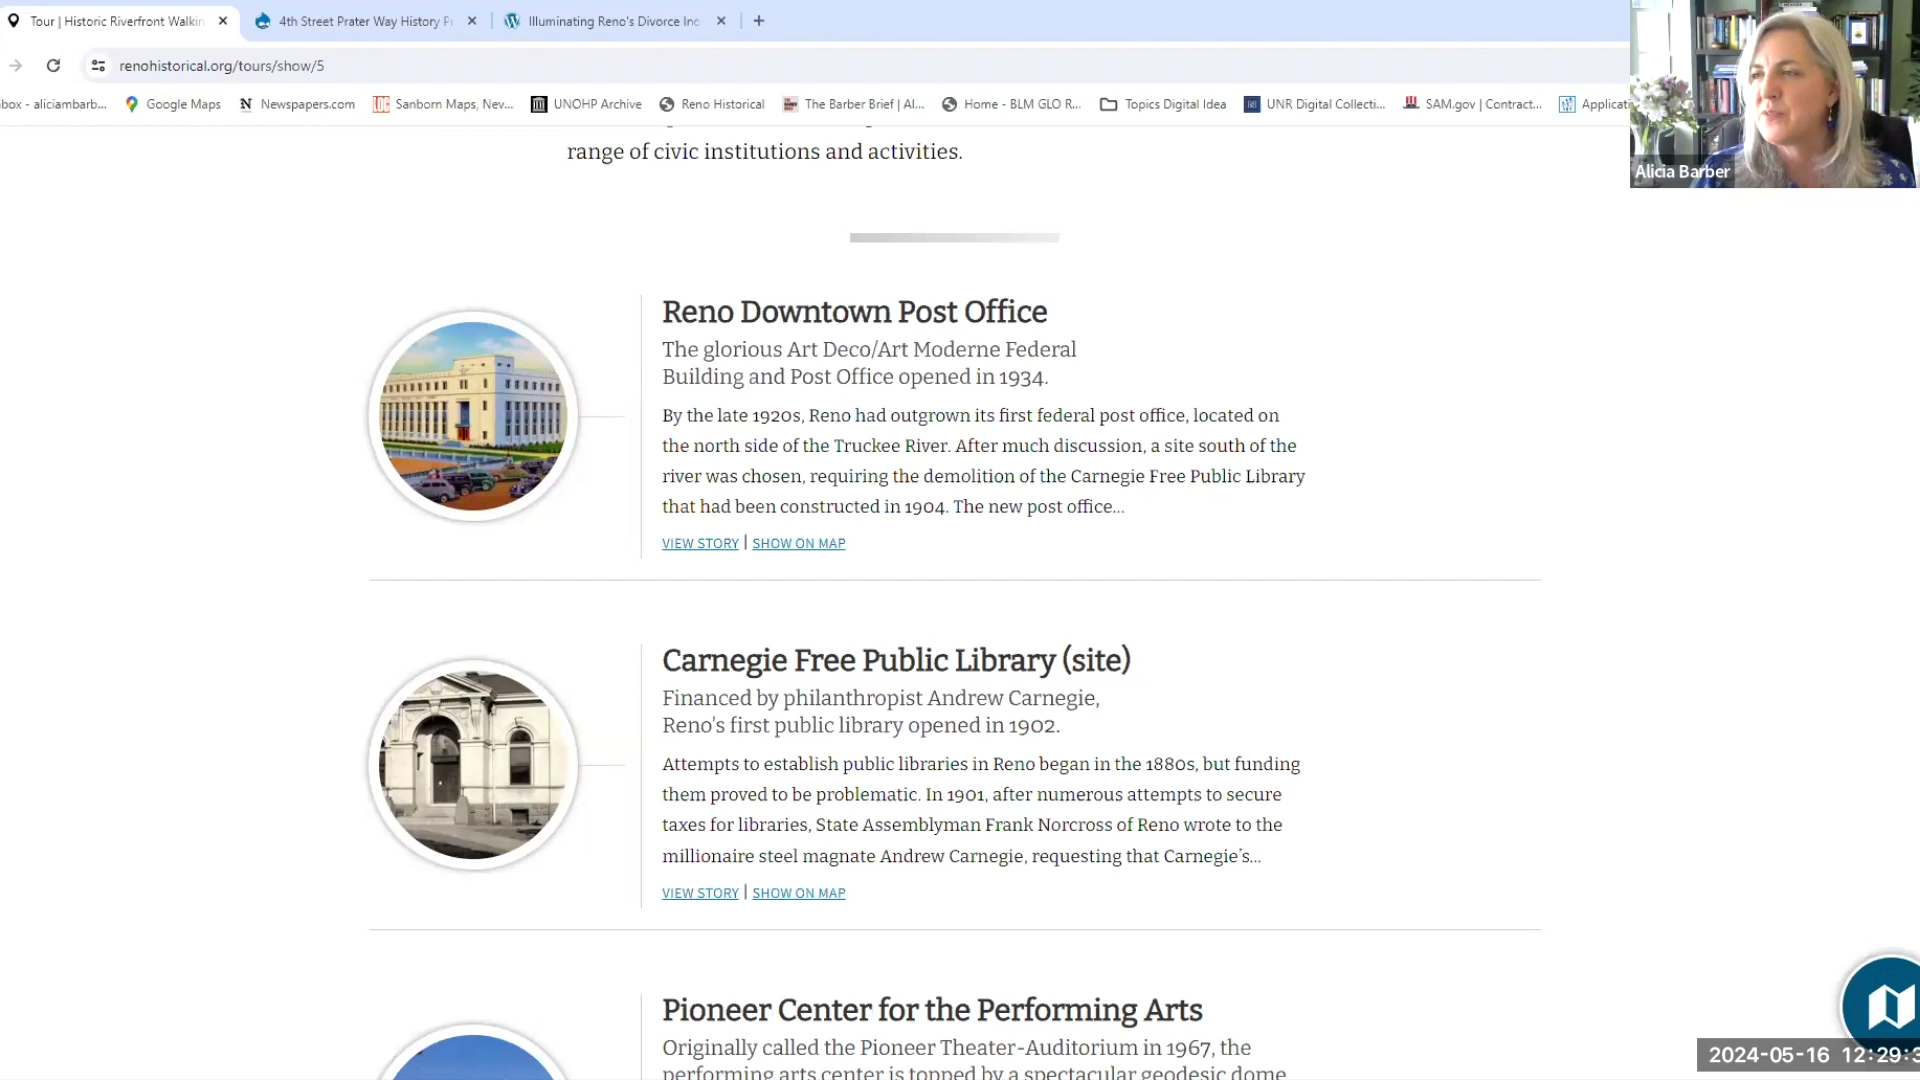 Tour | Historic Riverfront Walkin
4th Street Prater Way History P
Illuminating Reno's Divorce Ind
renohistorical.org/tours/show/5
box - aliciambarb...
Google Maps
Newspapers.com
Sanborn Maps, Nev...
UNOHP Archive
Reno Historical
The Barber Brief | Al...
Home - BLM GLO R...
Topics Digital Idea
UNR Digital Collecti...
SAM.gov | Contract...
Applicati
Alicia Barber
range of civic institutions and activities.
Reno Downtown Post Office
The glorious Art Deco/Art Moderne Federal
Building and Post Office opened in 1934.
By the late 1920s, Reno had outgrown its first federal post office, located on
the north side of the Truckee River. After much discussion, a site south of the
river was chosen, requiring the demolition of the Carnegie Free Public Library
that had been constructed in 1904. The new post office...
VIEW STORY | SHOW ON MAP
Carnegie Free Public Library (site)
Financed by philanthropist Andrew Carnegie,
Reno's first public library opened in 1902.
Attempts to establish public libraries in Reno began in the 1880s, but funding
them proved to be problematic. In 1901, after numerous attempts to secure
taxes for libraries, State Assemblyman Frank Norcross of Reno wrote to the
millionaire steel magnate Andrew Carnegie, requesting that Carnegie's...
VIEW STORY | SHOW ON MAP
Pioneer Center for the Performing Arts
Originally called the Pioneer Theater-Auditorium in 1967, the
performing arts center is topped by a spectacular geodesic dome
2024-05-16 12:29:3